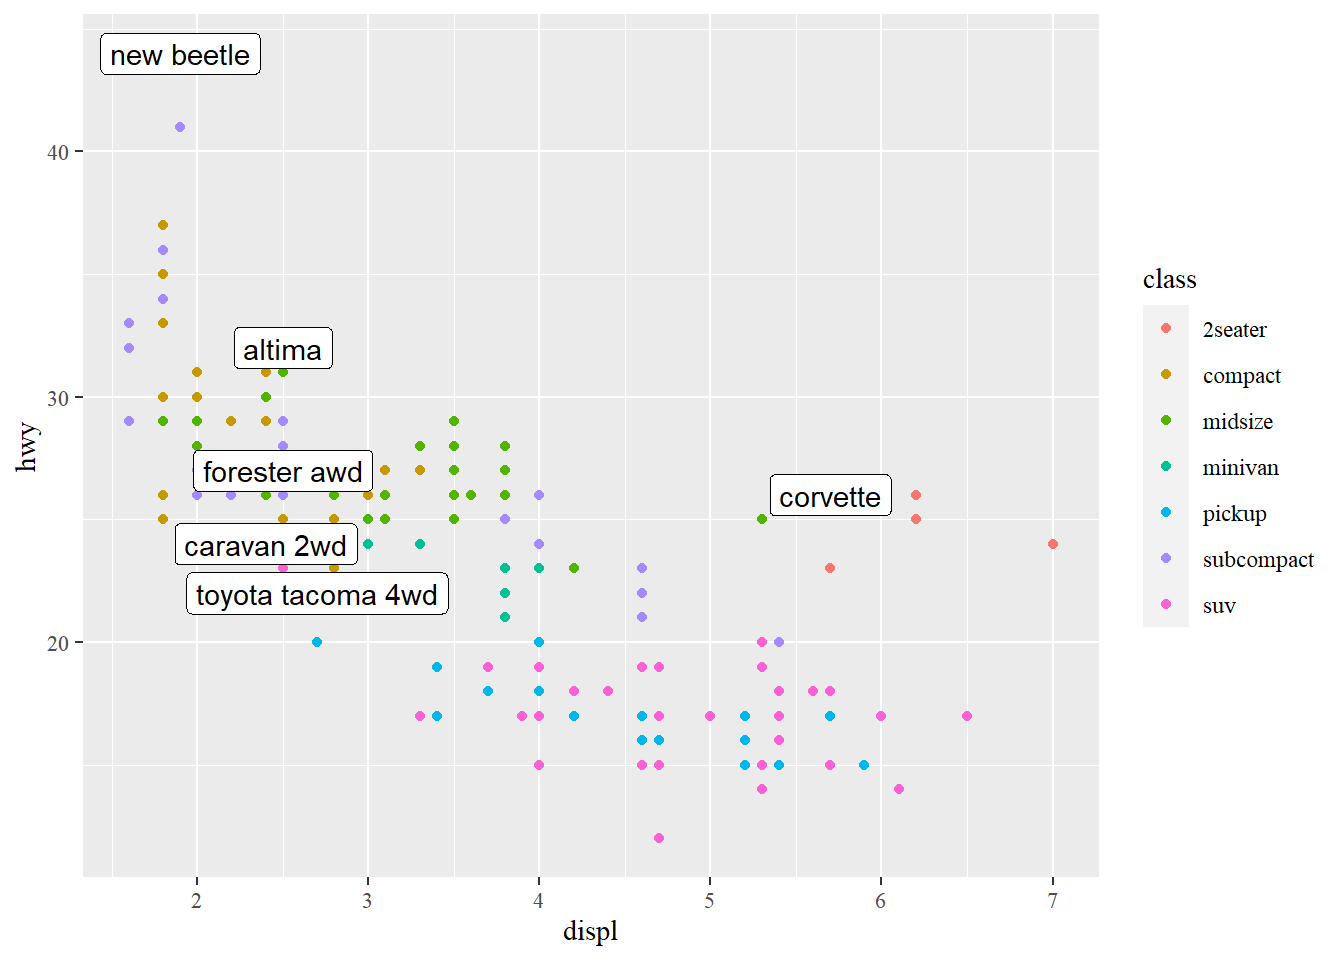 new beetle
40
altima
30
forester awd
corvette
caravan 2wd
toyota tacoma 4wd
20
hwy
2 3 4 5 6 7
displ
class
2seater
compact
midsize
minivan
pickup
subcompact
suv